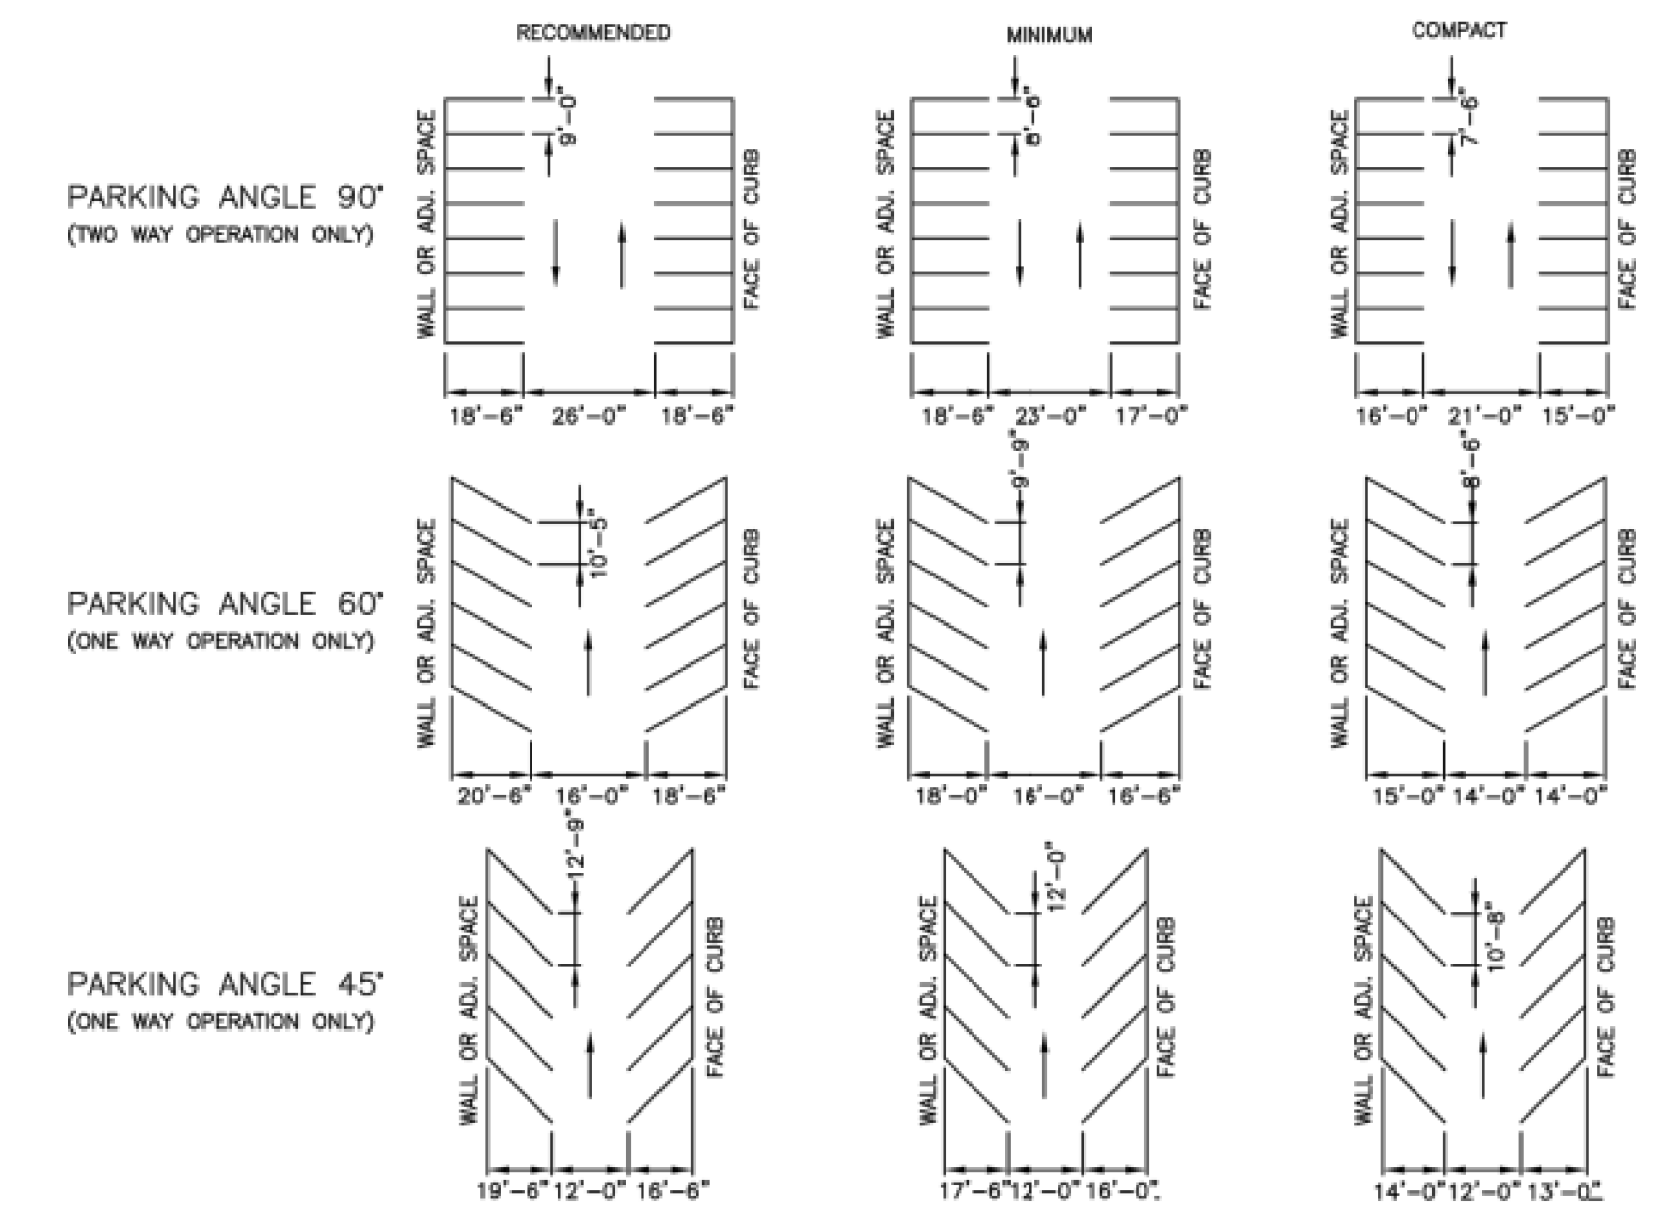 RECOMMENDED
MINIMUM
COMPACT
PARKING ANGLE 90°
(TWO WAY OPERATION ONLY)
WALL OR ADJ. SPACE
9'-0"
FACE OF CURB
18'-6" 26'-0" 18'-6"
WALL OR ADJ. SPACE
8'-6"
FACE OF CURB
18'-6" 23'-0" 17'-0"
WALL OR ADJ. SPACE
7'-6"
FACE OF CURB
16'-0" 21'-0" 15'-0"
PARKING ANGLE 60°
(ONE WAY OPERATION ONLY)
WALL OR ADJ. SPACE
10'-5"
FACE OF CURB
20'-6" 16'-0" 18'-6"
WALL OR ADJ. SPACE
9'-9"
FACE OF CURB
18'-0" 16'-0" 16'-6"
WALL OR ADJ. SPACE
8'-6"
FACE OF CURB
15'-0" 14'-0" 14'-0"
PARKING ANGLE 45°
(ONE WAY OPERATION ONLY)
WALL OR ADJ. SPACE
12'-9"
FACE OF CURB
19'-6" 12'-0" 16'-6"
WALL OR ADJ. SPACE
12'-0"
FACE OF CURB
17'-6" 12'-0" 16'-0"
WALL OR ADJ. SPACE
10'-8"
FACE OF CURB
14'-0" 12'-0" 13'-0"